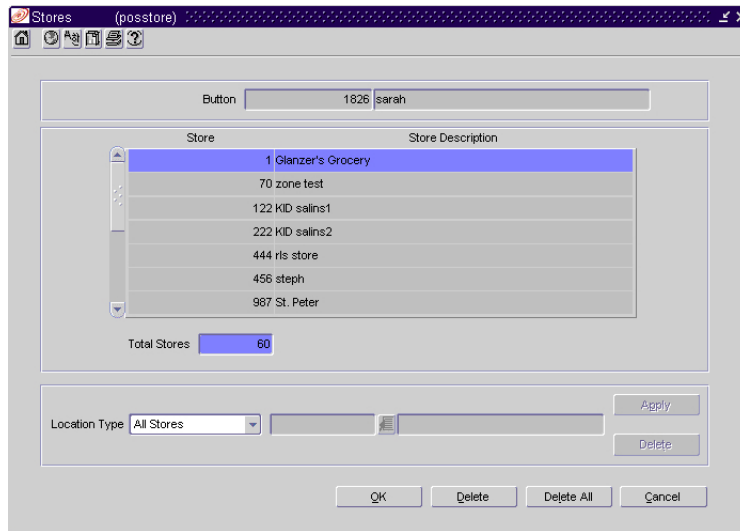 Stores (posstore)
Button 1826 sarah
Store Store Description
1 Glanzer's Grocery
70 zone test
122 KID salins1
222 KID salins2
444 rls store
456 steph
987 St. Peter
Total Stores 60
Apply
Location Type All Stores
Delete
OK Delete Delete All Cancel